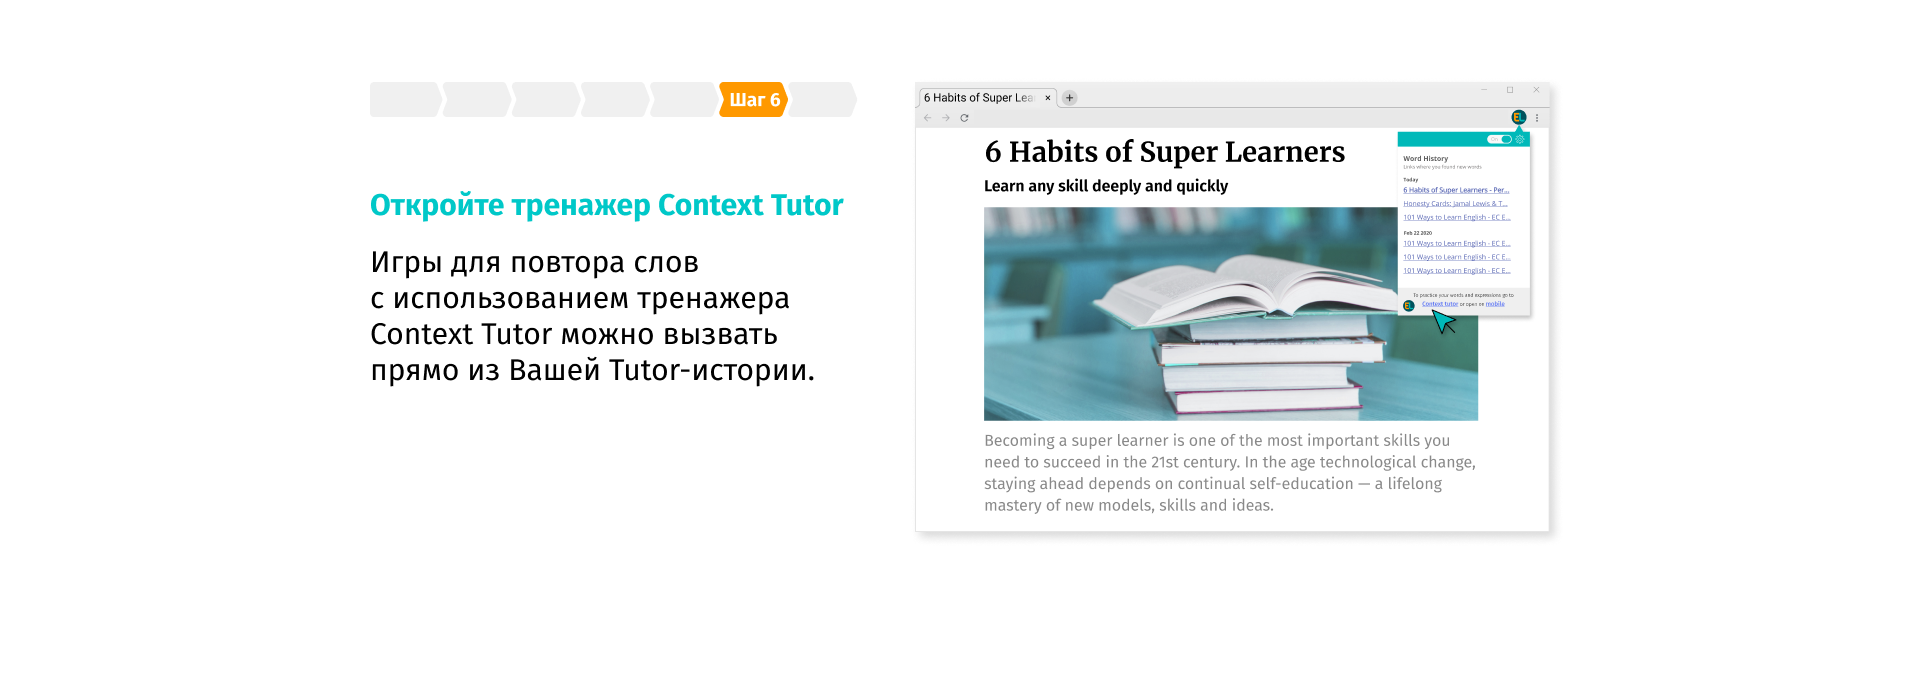 Шаг 6
Откройте тренажер Context Tutor
Игры для повтора слов
с использованием тренажера
Context Tutor можно вызвать
прямо из Вашей Tutor-истории.
6 Habits of Super Lea
6 Habits of Super Learners
Learn any skill deeply and quickly
EL
Word History
Links where you found new words
Today
6 Habits of Super Learners - Per...
Honesty Cards: Jamal Lewis & T...
101 Ways to Learn English - EC E...
Feb 22 2020
101 Ways to Learn English - EC E...
101 Ways to Learn English - EC E...
101 Ways to Learn English - EC E...
To practice your words and expressions go to
EL
Context tutor or open on mobile
Becoming a super learner is one of the most important skills you
need to succeed in the 21st century. In the age technological change,
staying ahead depends on continual self-education — a lifelong
mastery of new models, skills and ideas.